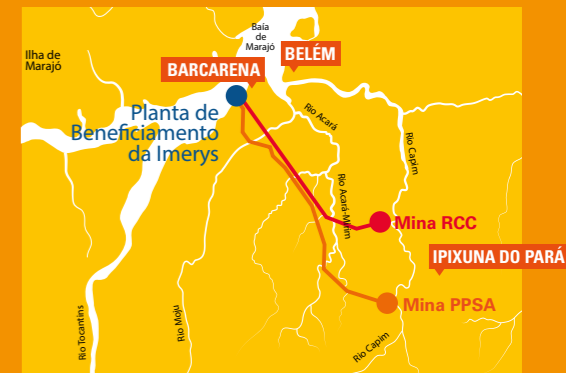 Baía
de
Marajó
Ilha de
Marajó
BELÉM
BARCARENA
Planta de
Beneficiamento
da Imerys
Rio Acará
Rio Capim
Rio Acará-Mirim
Mina RCC
IPIXUNA DO PARÁ
Mina PPSA
Rio Moju
Rio Tocantins
Rio Capim